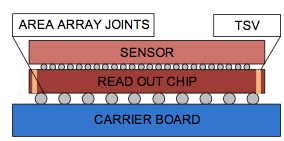 AREA ARRAY JOINTS
TSV
SENSOR
READ OUT CHIP
CARRIER BOARD